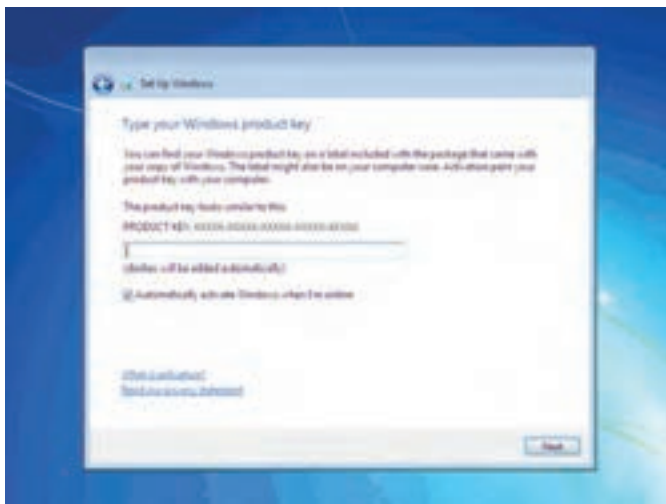 Set Up Windows
Type your Windows product key
You can find your Windows product key on a label included with the package that came with
your copy of Windows. The label might also be on your computer case. Activation pairs your
product key with your computer.
The product key looks similar to this:
PRODUCT KEY: XXXXX-XXXXX-XXXXX-XXXXX-XXXXX
(dashes will be added automatically)
Automatically activate Windows when I'm online
What is activation?
Read our privacy statement
Next